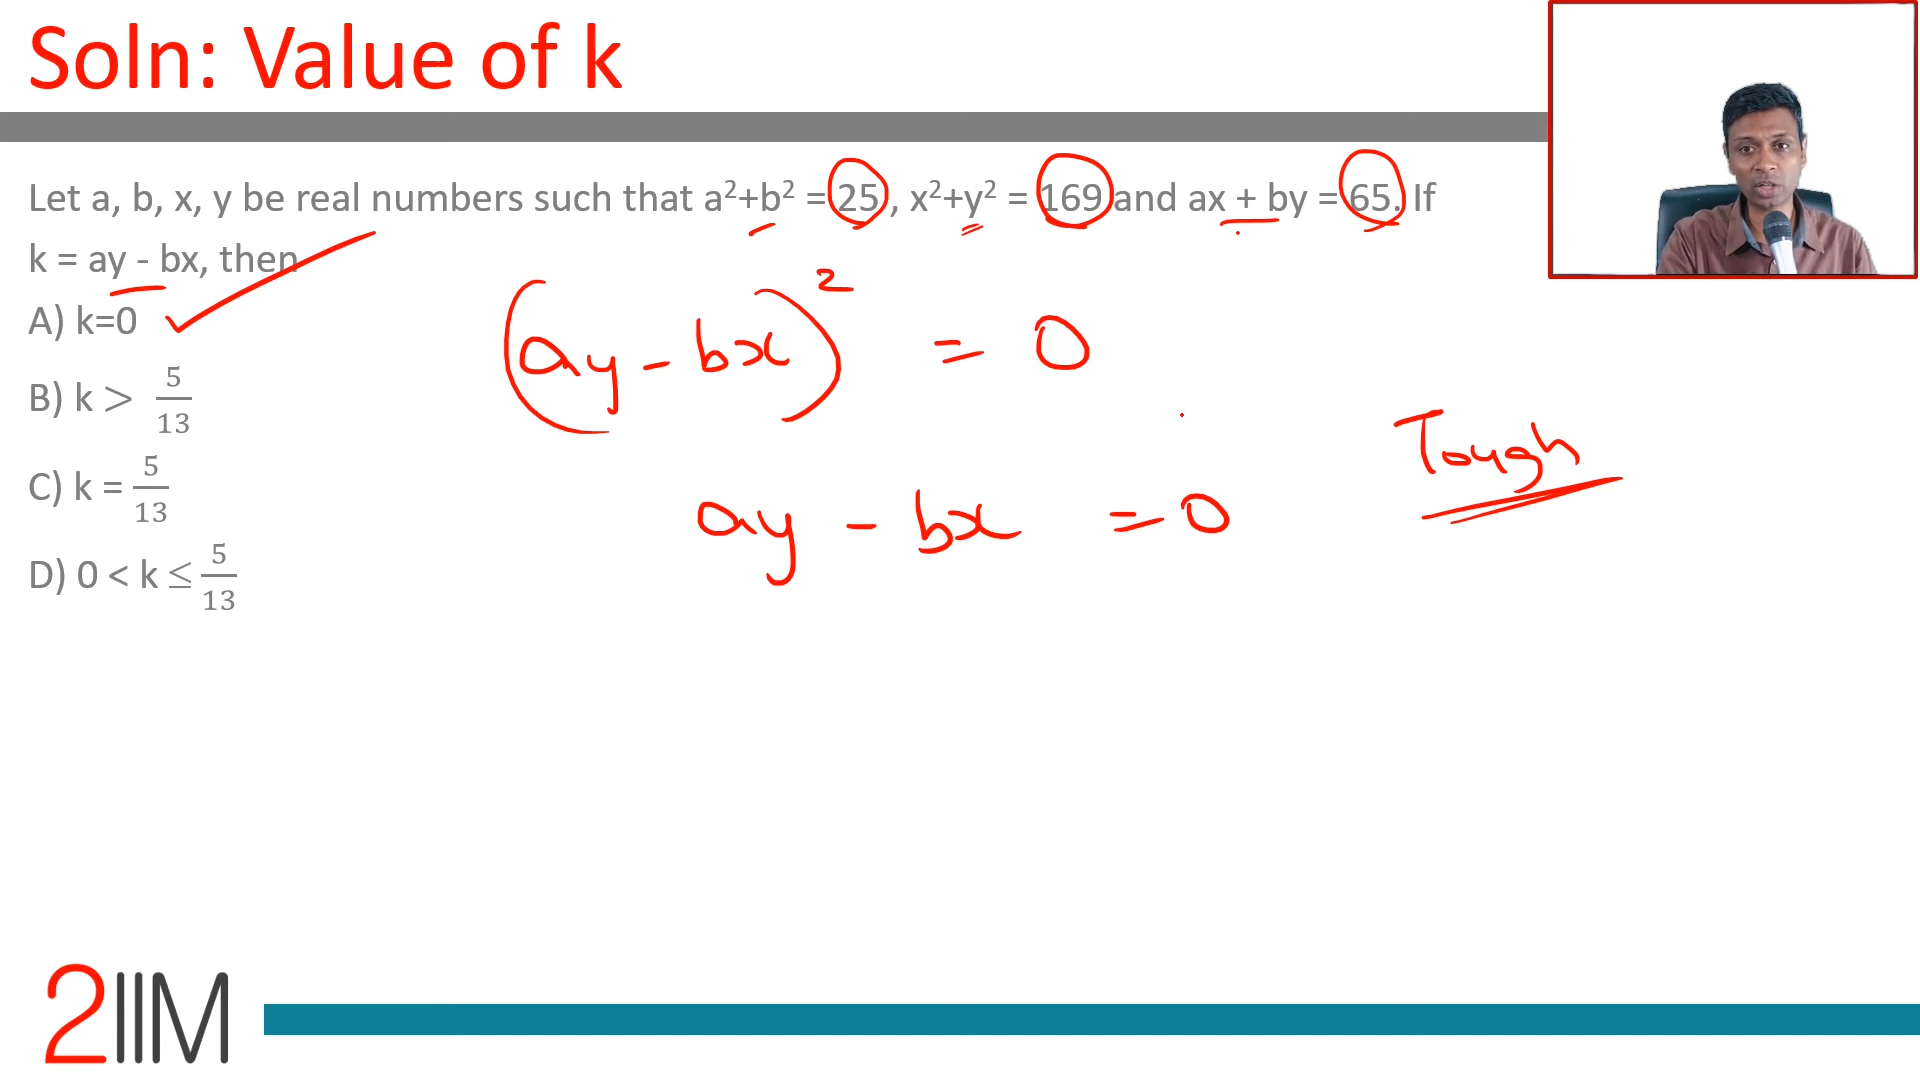 Soln: Value of k
Let a, b, x, y be real numbers such that a²+b² = 25 , x²+y² = 169 and ax + by = 65. If
k = ay - bx, then
A) k=0
B) k > 5/13
C) k = 5/13
D) 0 < k ≤ 5/13
(ay - bx)² = 0
Tough
ay - bx = 0
2IIM